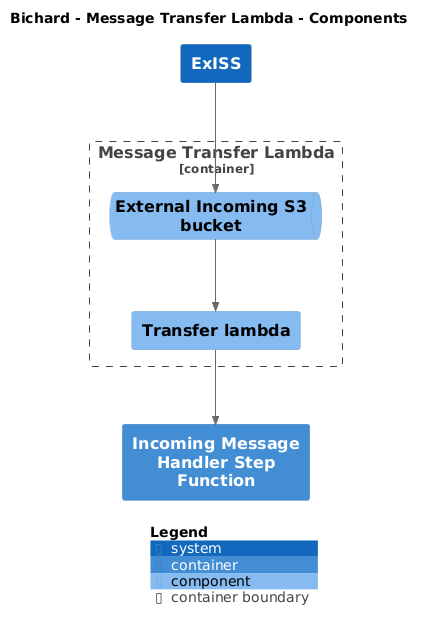 Bichard - Message Transfer Lambda - Components
ExISS
Message Transfer Lambda
[container]
External Incoming S3
bucket
Transfer lambda
Incoming Message
Handler Step
Function
Legend
system
container
component
container boundary